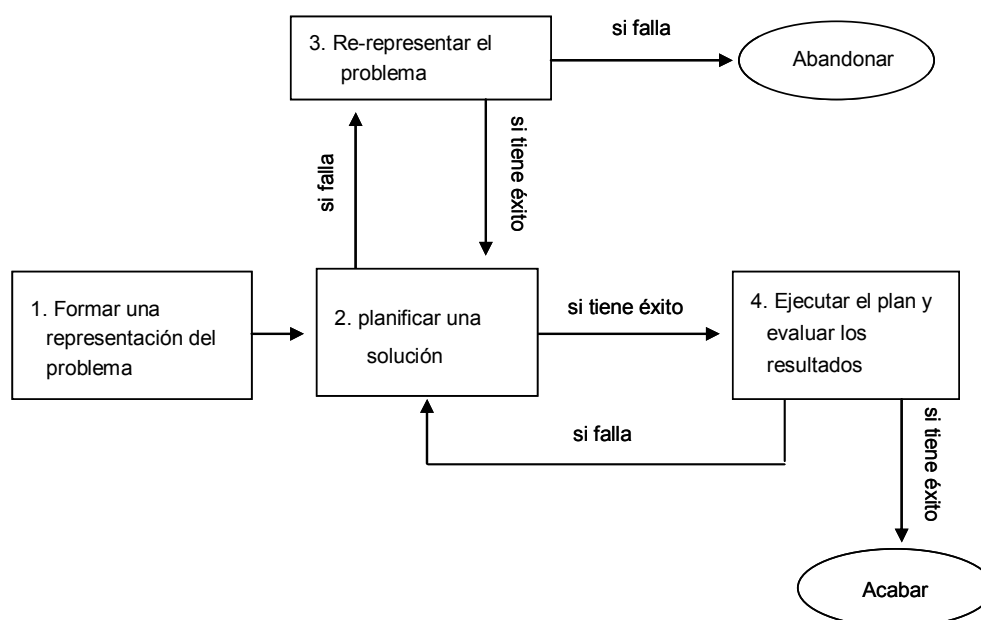 3. Re-representar el
problema
si falla
Abandonar
si falla
si tiene éxito
1. Formar una
representación del
problema
2. planificar una
solución
si tiene éxito
4. Ejecutar el plan y
evaluar los
resultados
si falla
si tiene éxito
Acabar